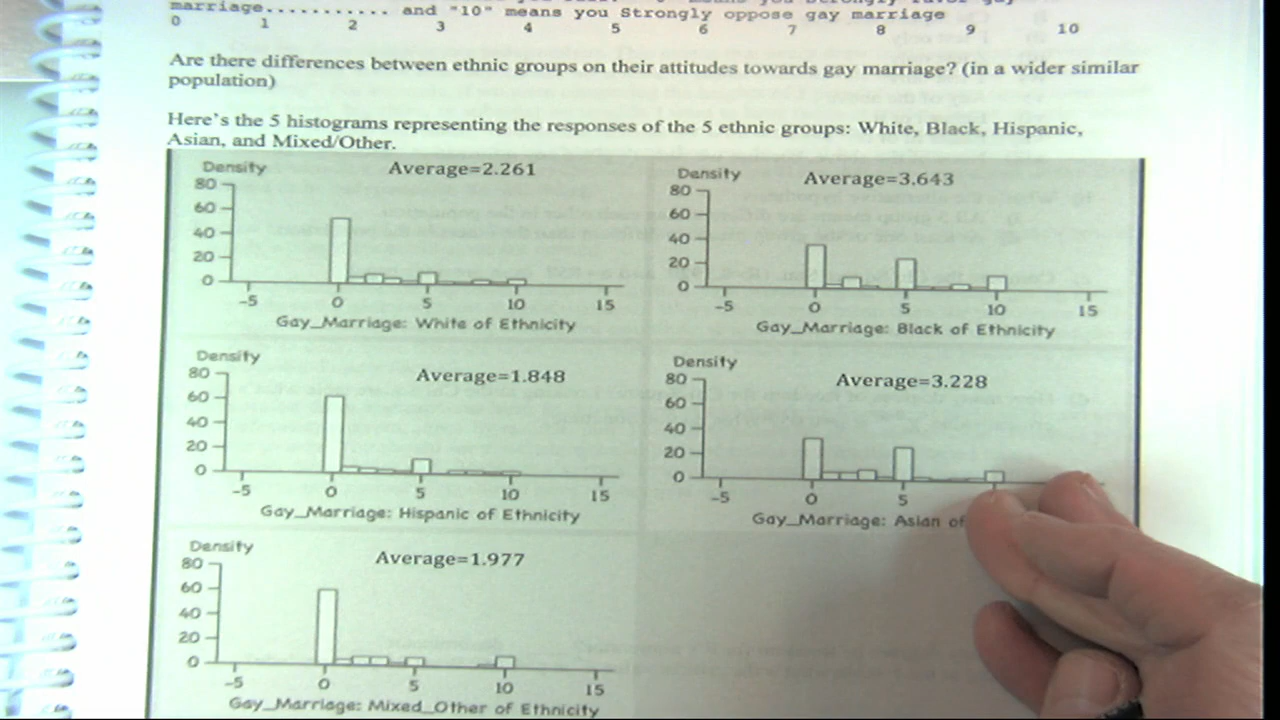 marriage........... and "10" means you Strongly oppose gay marriage
0 1 2 3 4 5 6 7 8 9 10
Are there differences between ethnic groups on their attitudes towards gay marriage? (in a wider similar
population)
Here's the 5 histograms representing the responses of the 5 ethnic groups: White, Black, Hispanic,
Asian, and Mixed/Other.
Density Average=2.261
80
60
40
20
0
-5 0 5 10 15
Gay_Marriage: White of Ethnicity
Density Average=3.643
80
60
40
20
0
-5 0 5 10 15
Gay_Marriage: Black of Ethnicity
Density Average=1.848
80
60
40
20
0
-5 0 5 10 15
Gay_Marriage: Hispanic of Ethnicity
Density Average=3.228
80
60
40
20
0
-5 0 5
Gay_Marriage: Asian of
Density Average=1.977
80
60
40
20
0
-5 0 5 10 15
Gay_Marriage: Mixed_Other of Ethnicity